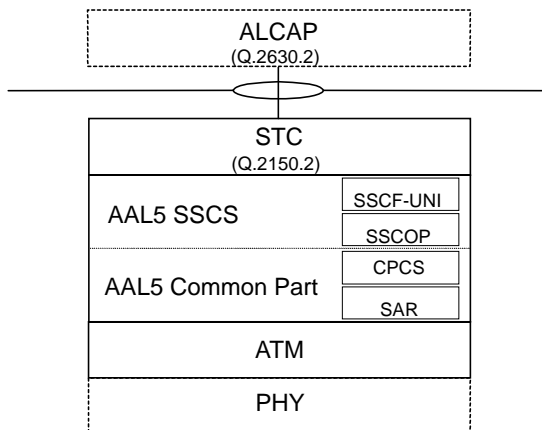 ALCAP
(Q.2630.2)
STC
(Q.2150.2)
AAL5 SSCS
SSCF-UNI
SSCOP
AAL5 Common Part
CPCS
SAR
ATM
PHY